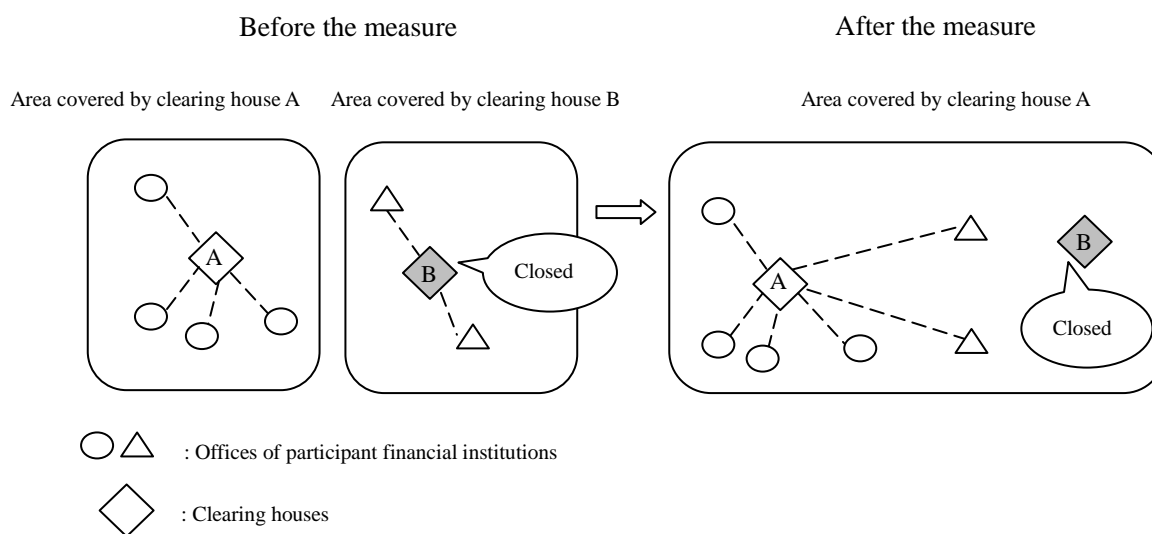 Before the measure
After the measure
Area covered by clearing house A
Area covered by clearing house B
Area covered by clearing house A
A
B
Closed
A
B
Closed
: Offices of participant financial institutions
: Clearing houses